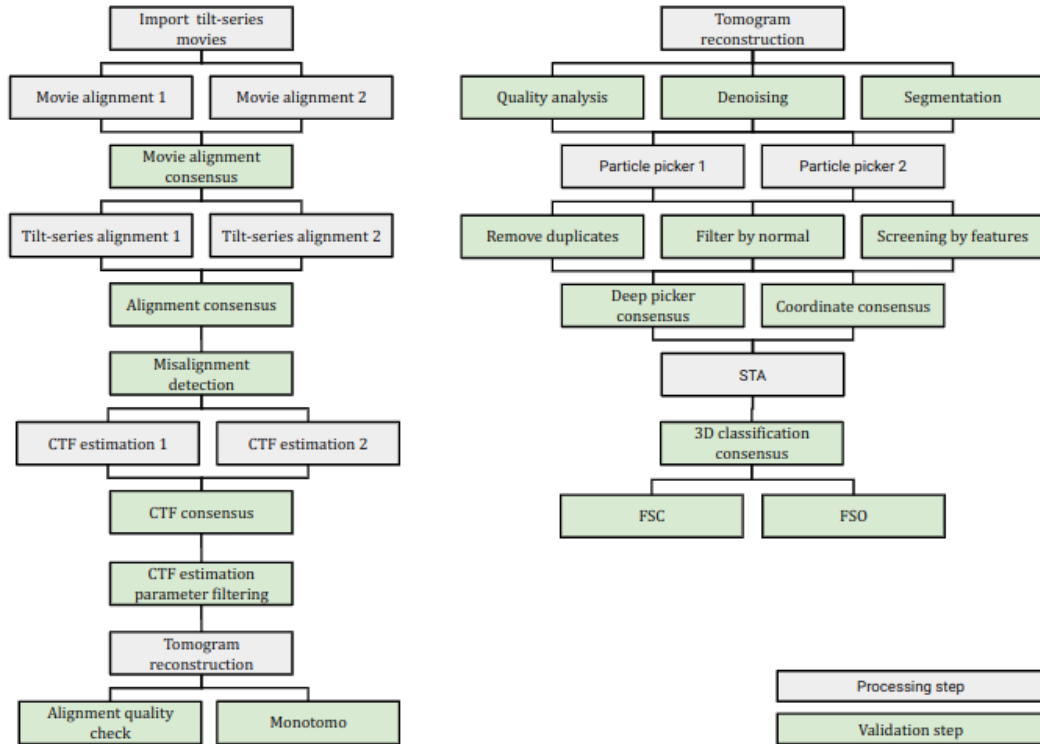 Import tilt-series
movies
Movie alignment 1
Movie alignment 2
Movie alignment
consensus
Tilt-series alignment 1
Tilt-series alignment 2
Alignment consensus
Misalignment
detection
CTF estimation 1
CTF estimation 2
CTF consensus
CTF estimation
parameter filtering
Tomogram
reconstruction
Alignment quality
check
Monotomo
Tomogram
reconstruction
Quality analysis
Denoising
Segmentation
Particle picker 1
Particle picker 2
Remove duplicates
Filter by normal
Screening by features
Deep picker
consensus
Coordinate consensus
STA
3D classification
consensus
FSC
FSO
Processing step
Validation step